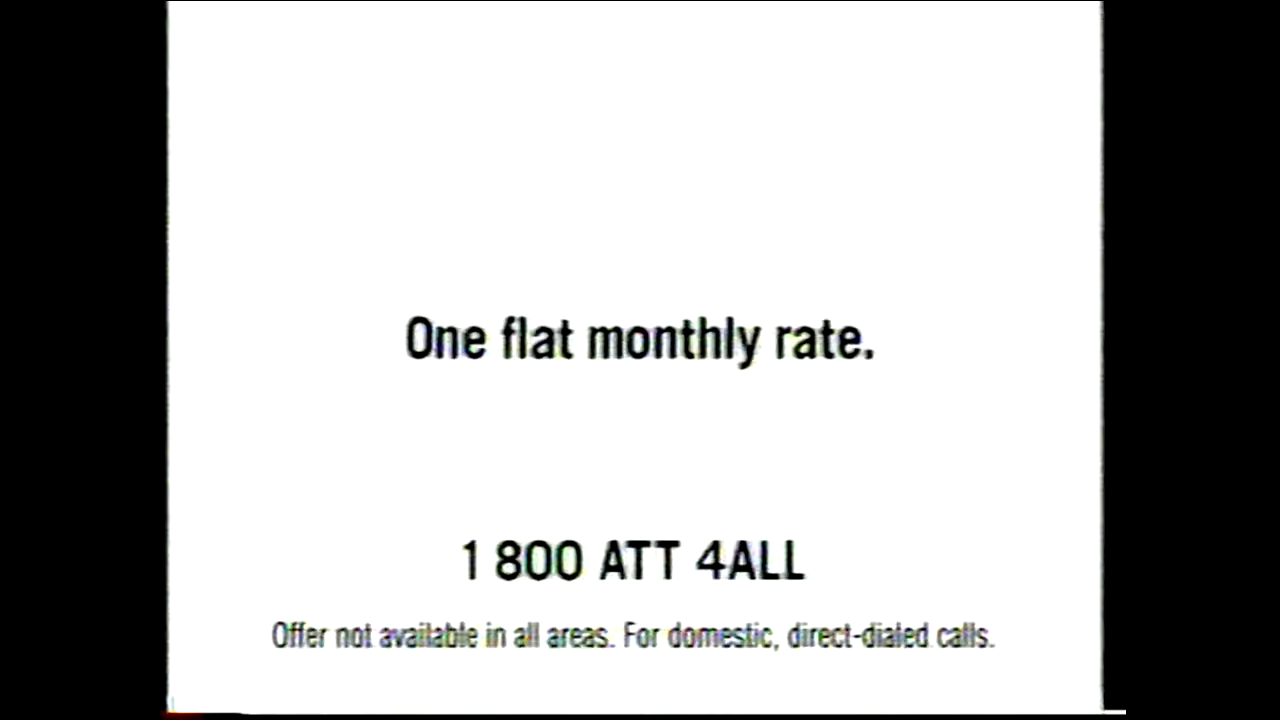 One flat monthly rate.
1 800 ATT 4ALL
Offer not available in all areas. For domestic, direct-dialed calls.